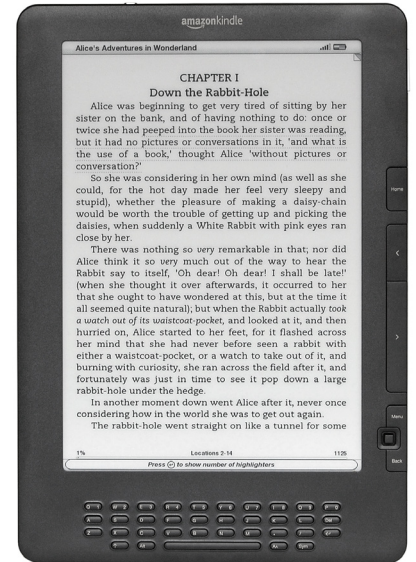 amazonkindle
Alice's Adventures in Wonderland
CHAPTER I
Down the Rabbit-Hole
Alice was beginning to get very tired of sitting by her
sister on the bank, and of having nothing to do: once or
twice she had peeped into the book her sister was reading,
but it had no pictures or conversations in it, 'and what is
the use of a book,' thought Alice 'without pictures or
conversation?'
So she was considering in her own mind (as well as she
could, for the hot day made her feel very sleepy and
stupid), whether the pleasure of making a daisy-chain
would be worth the trouble of getting up and picking the
daisies, when suddenly a White Rabbit with pink eyes ran
close by her.
There was nothing so very remarkable in that; nor did
Alice think it so very much out of the way to hear the
Rabbit say to itself, 'Oh dear! Oh dear! I shall be late!'
(when she thought it over afterwards, it occurred to her
that she ought to have wondered at this, but at the time it
all seemed quite natural); but when the Rabbit actually took
a watch out of its waistcoat-pocket, and looked at it, and then
hurried on, Alice started to her feet, for it flashed across
her mind that she had never before seen a rabbit with
either a waistcoat-pocket, or a watch to take out of it, and
burning with curiosity, she ran across the field after it, and
fortunately was just in time to see it pop down a large
rabbit-hole under the hedge.
In another moment down went Alice after it, never once
considering how in the world she was to get out again.
The rabbit-hole went straight on like a tunnel for some
1% Locations 2-14 1125
Press to show number of highlighters
Home
<
>
Menu
Back